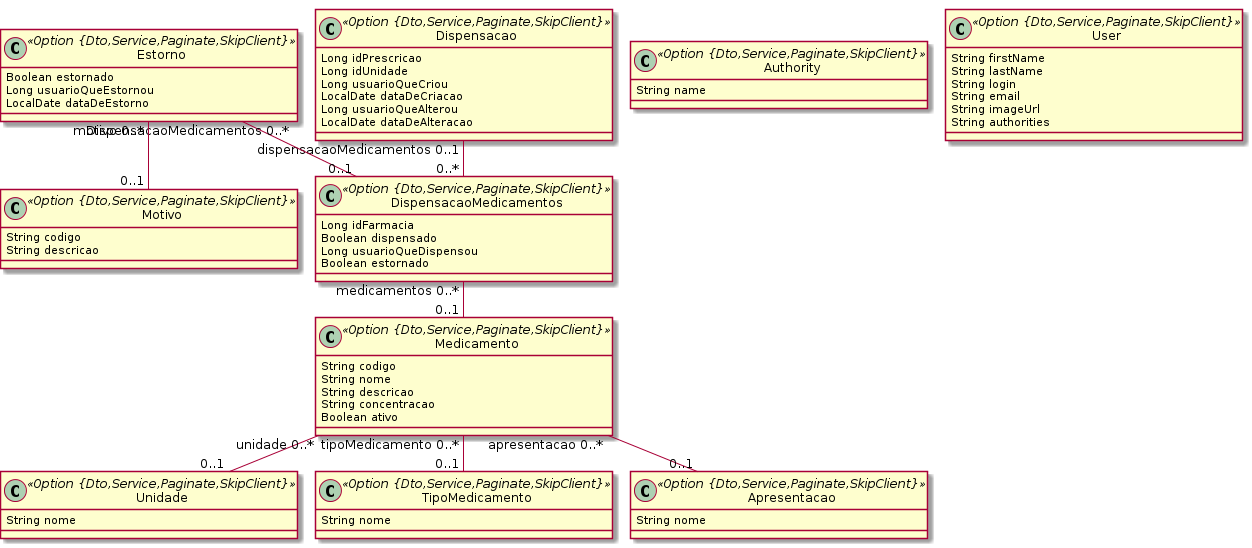 C «Option {Dto,Service,Paginate,SkipClient}»
Estorno
Boolean estornado
Long usuarioQueEstornou
LocalDate dataDeEstorno
C «Option {Dto,Service,Paginate,SkipClient}»
Dispensacao
Long idPrescricao
Long idUnidade
Long usuarioQueCriou
LocalDate dataDeCriacao
Long usuarioQueAlterou
LocalDate dataDeAlteracao
C «Option {Dto,Service,Paginate,SkipClient}»
Authority
String name
C «Option {Dto,Service,Paginate,SkipClient}»
User
String firstName
String lastName
String login
String email
String imageUrl
String authorities
motivo 0..*
DispensacaoMedicamentos 0..*
dispensacaoMedicamentos 0..1
0..1
0..1
0..*
C «Option {Dto,Service,Paginate,SkipClient}»
Motivo
String codigo
String descricao
C «Option {Dto,Service,Paginate,SkipClient}»
DispensacaoMedicamentos
Long idFarmacia
Boolean dispensado
Long usuarioQueDispensou
Boolean estornado
medicamentos 0..*
0..1
C «Option {Dto,Service,Paginate,SkipClient}»
Medicamento
String codigo
String nome
String descricao
String concentracao
Boolean ativo
unidade 0..*
tipoMedicamento 0..*
apresentacao 0..*
0..1
0..1
0..1
C «Option {Dto,Service,Paginate,SkipClient}»
Unidade
String nome
C «Option {Dto,Service,Paginate,SkipClient}»
TipoMedicamento
String nome
C «Option {Dto,Service,Paginate,SkipClient}»
Apresentacao
String nome